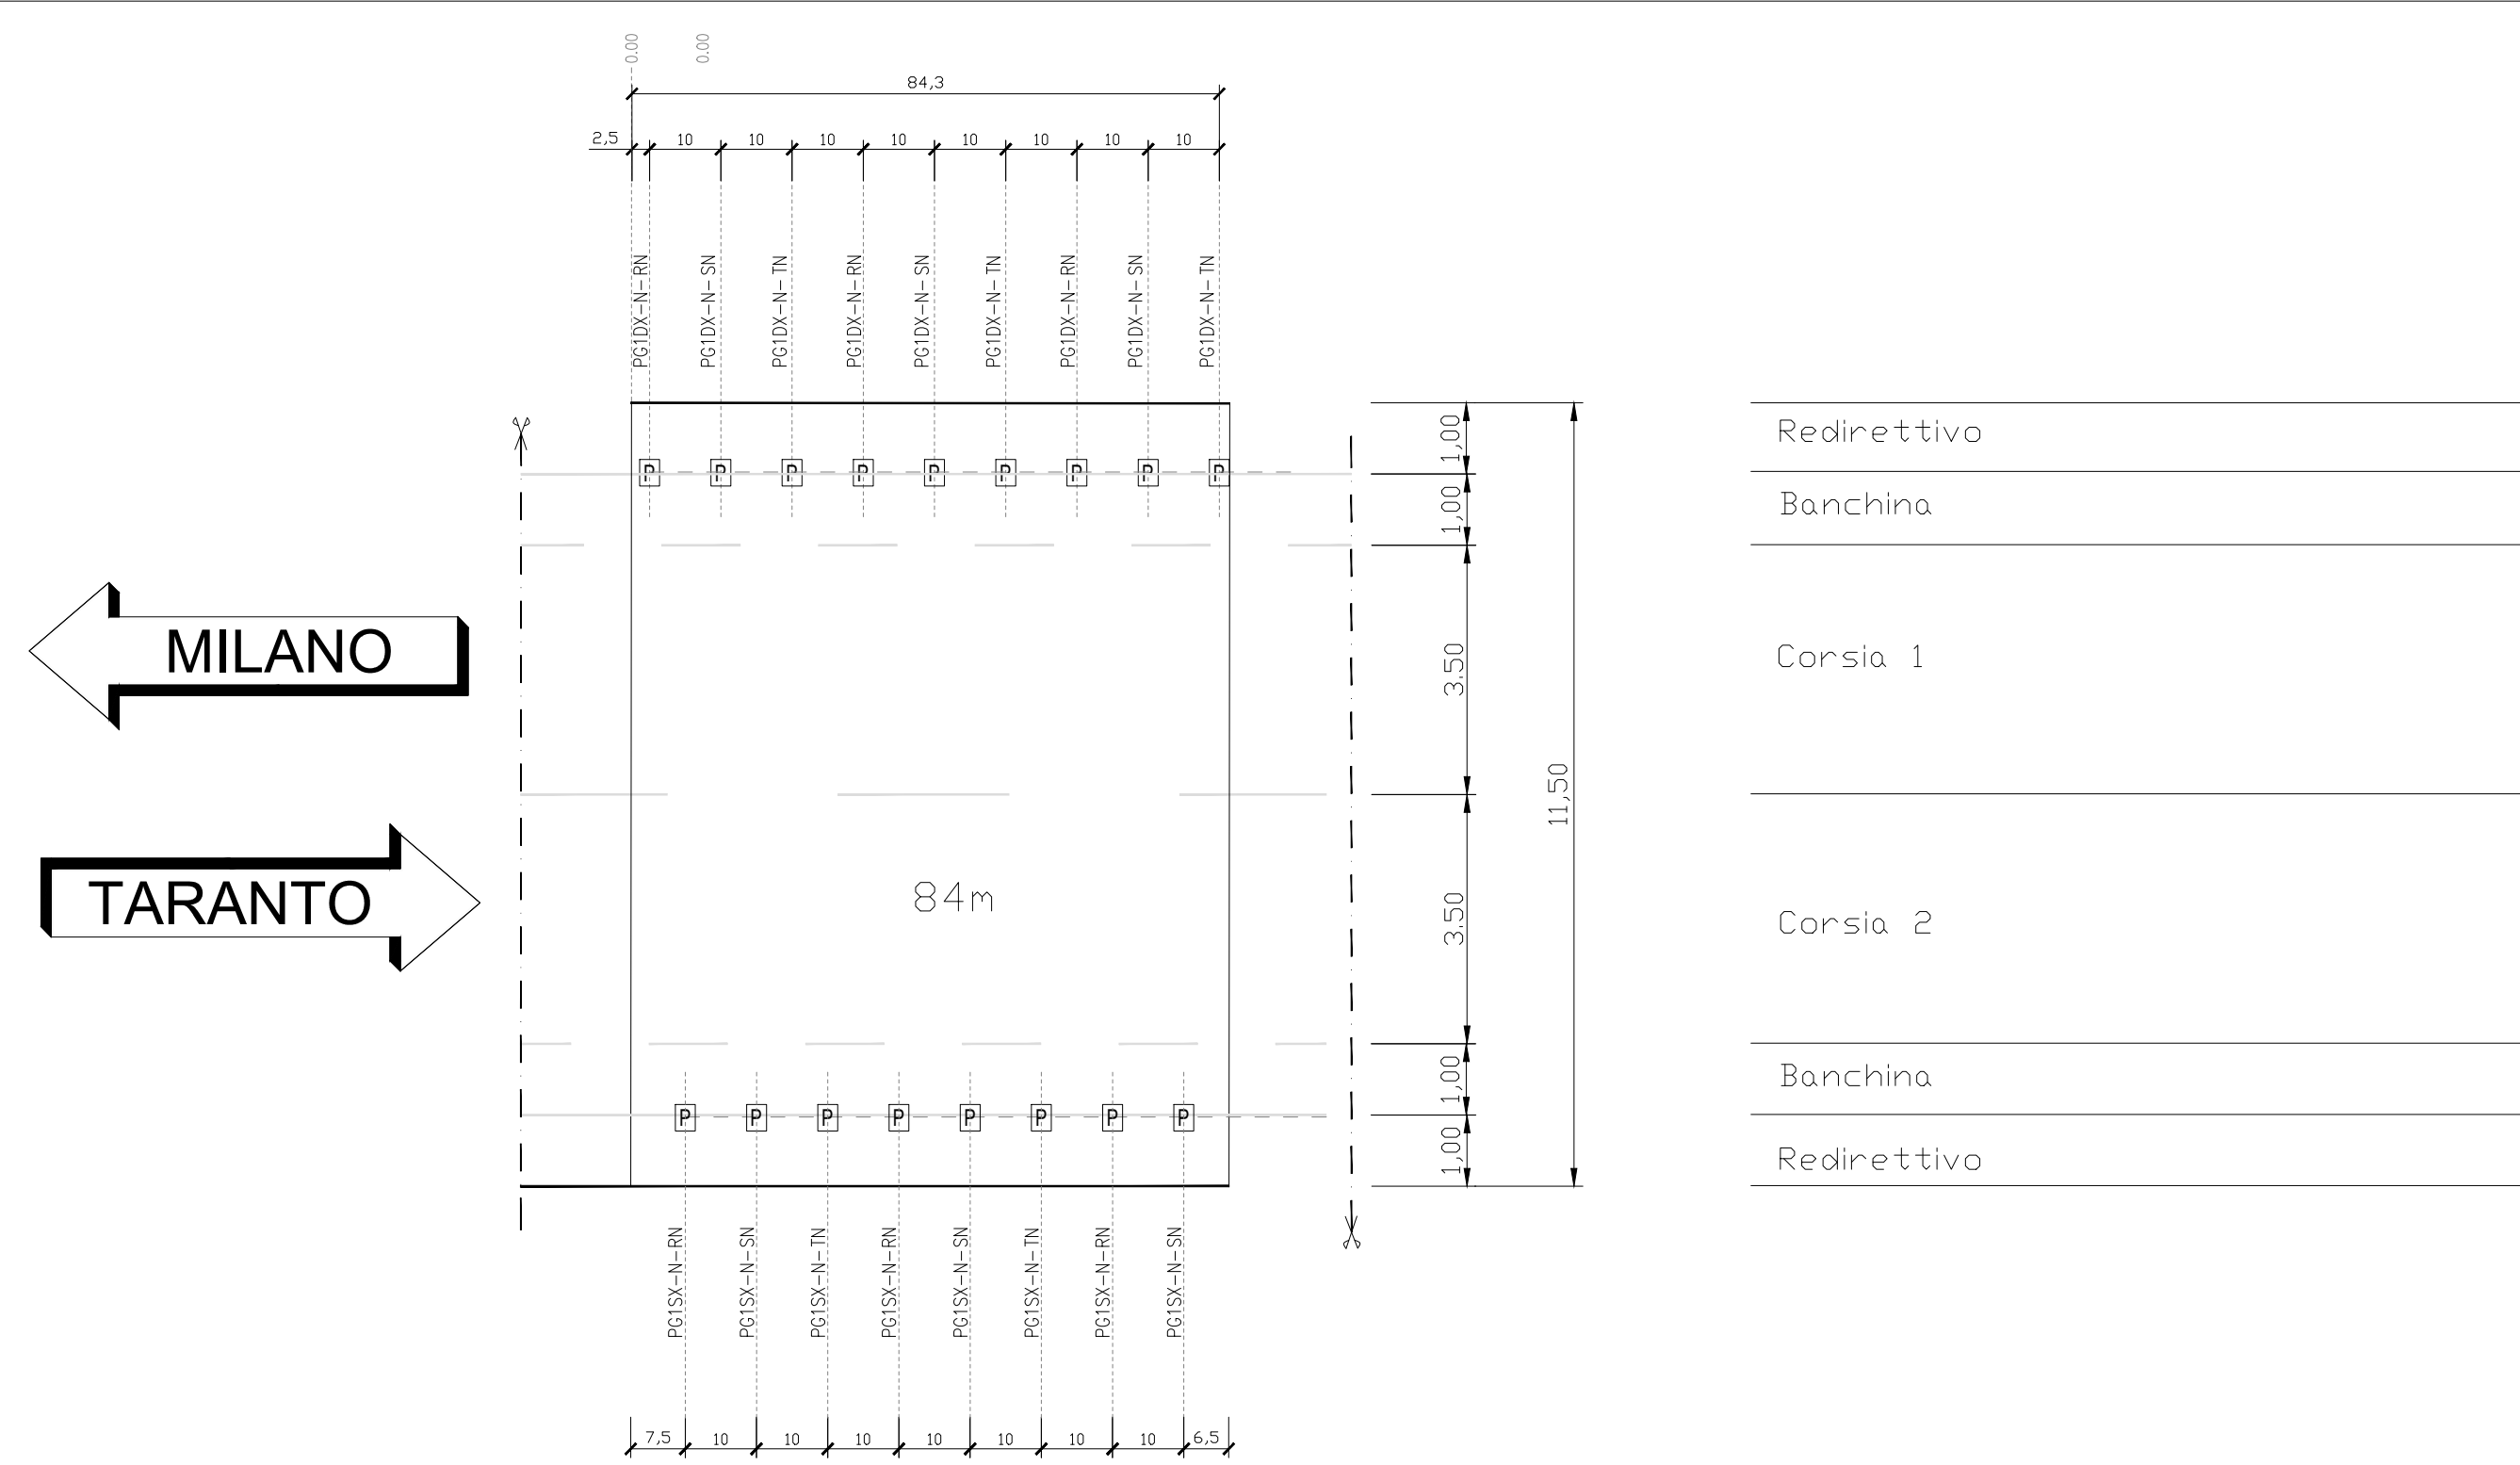 0.00 0.00
84,3
2,5 10 10 10 10 10 10 10 10
PG1DX-N-RN PG1DX-N-SN PG1DX-N-TN PG1DX-N-RN PG1DX-N-SN PG1DX-N-TN PG1DX-N-RN PG1DX-N-SN PG1DX-N-TN
1,00 Redirettivo
P P P P P P P P P
1,00 Banchina
MILANO
3.50 Corsia 1
11,50
TARANTO
84m
3.50 Corsia 2
1,00 Banchina
P P P P P P P P
1,00 Redirettivo
PG1SX-N-RN PG1SX-N-SN PG1SX-N-TN PG1SX-N-RN PG1SX-N-SN PG1SX-N-TN PG1SX-N-RN PG1SX-N-SN
7,5 10 10 10 10 10 10 10 6,5